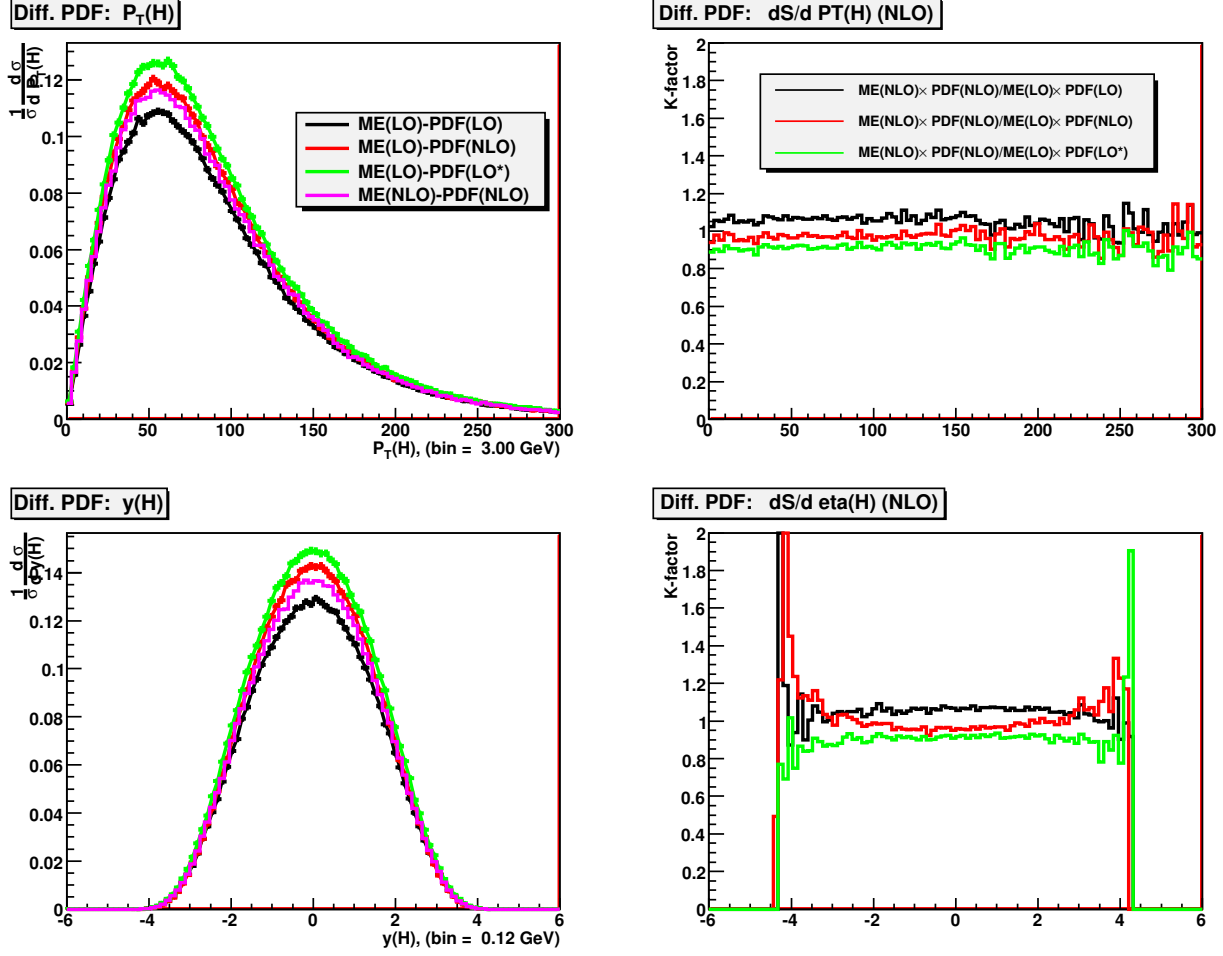 Diff. PDF: P_T(H)
1/σ dσ/d P_T(H)
0.12
0.1
0.08
0.06
0.04
0.02
0
ME(LO)-PDF(LO)
ME(LO)-PDF(NLO)
ME(LO)-PDF(LO*)
ME(NLO)-PDF(NLO)
0 50 100 150 200 250 300
P_T(H), (bin = 3.00 GeV)
Diff. PDF: dS/d PT(H) (NLO)
K-factor
2
1.8
1.6
1.4
1.2
1
0.8
0.6
0.4
0.2
0
ME(NLO)× PDF(NLO)/ME(LO)× PDF(LO)
ME(NLO)× PDF(NLO)/ME(LO)× PDF(NLO)
ME(NLO)× PDF(NLO)/ME(LO)× PDF(LO*)
0 50 100 150 200 250 300
Diff. PDF: y(H)
1/σ dσ/d y(H)
0.14
0.12
0.1
0.08
0.06
0.04
0.02
0
-6 -4 -2 0 2 4 6
y(H), (bin = 0.12 GeV)
Diff. PDF: dS/d eta(H) (NLO)
K-factor
2
1.8
1.6
1.4
1.2
1
0.8
0.6
0.4
0.2
0
-6 -4 -2 0 2 4 6